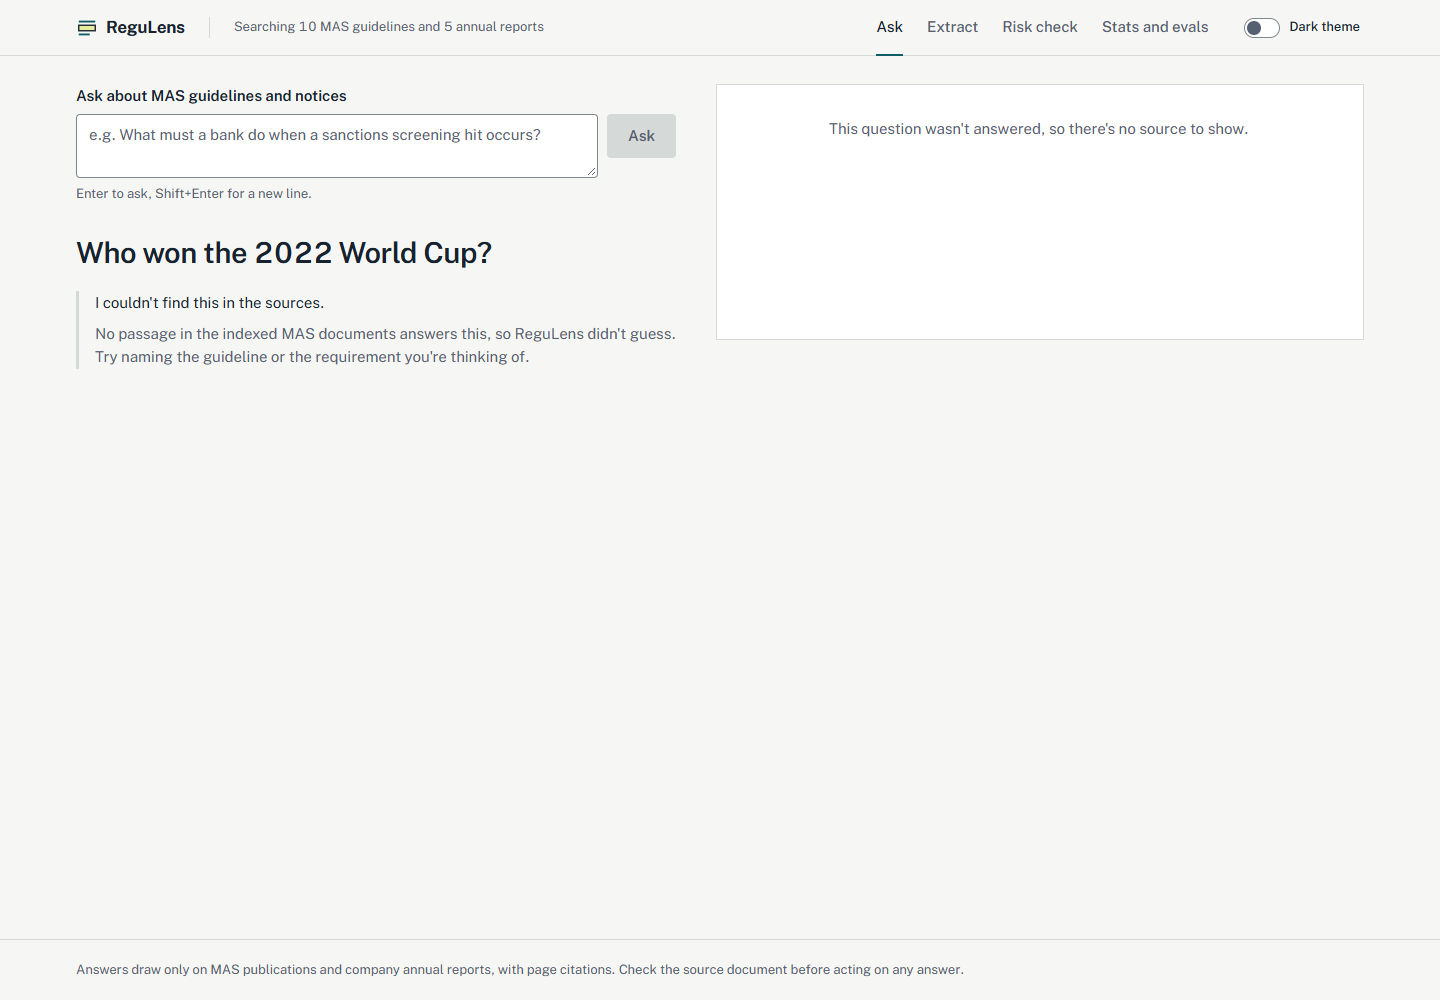 ReguLens
Searching 10 MAS guidelines and 5 annual reports
Ask
Extract
Risk check
Stats and evals
Dark theme
Ask about MAS guidelines and notices
e.g. What must a bank do when a sanctions screening hit occurs?
Ask
Enter to ask, Shift+Enter for a new line.
Who won the 2022 World Cup?
I couldn't find this in the sources.
No passage in the indexed MAS documents answers this, so ReguLens didn't guess.
Try naming the guideline or the requirement you're thinking of.
This question wasn't answered, so there's no source to show.
Answers draw only on MAS publications and company annual reports, with page citations. Check the source document before acting on any answer.